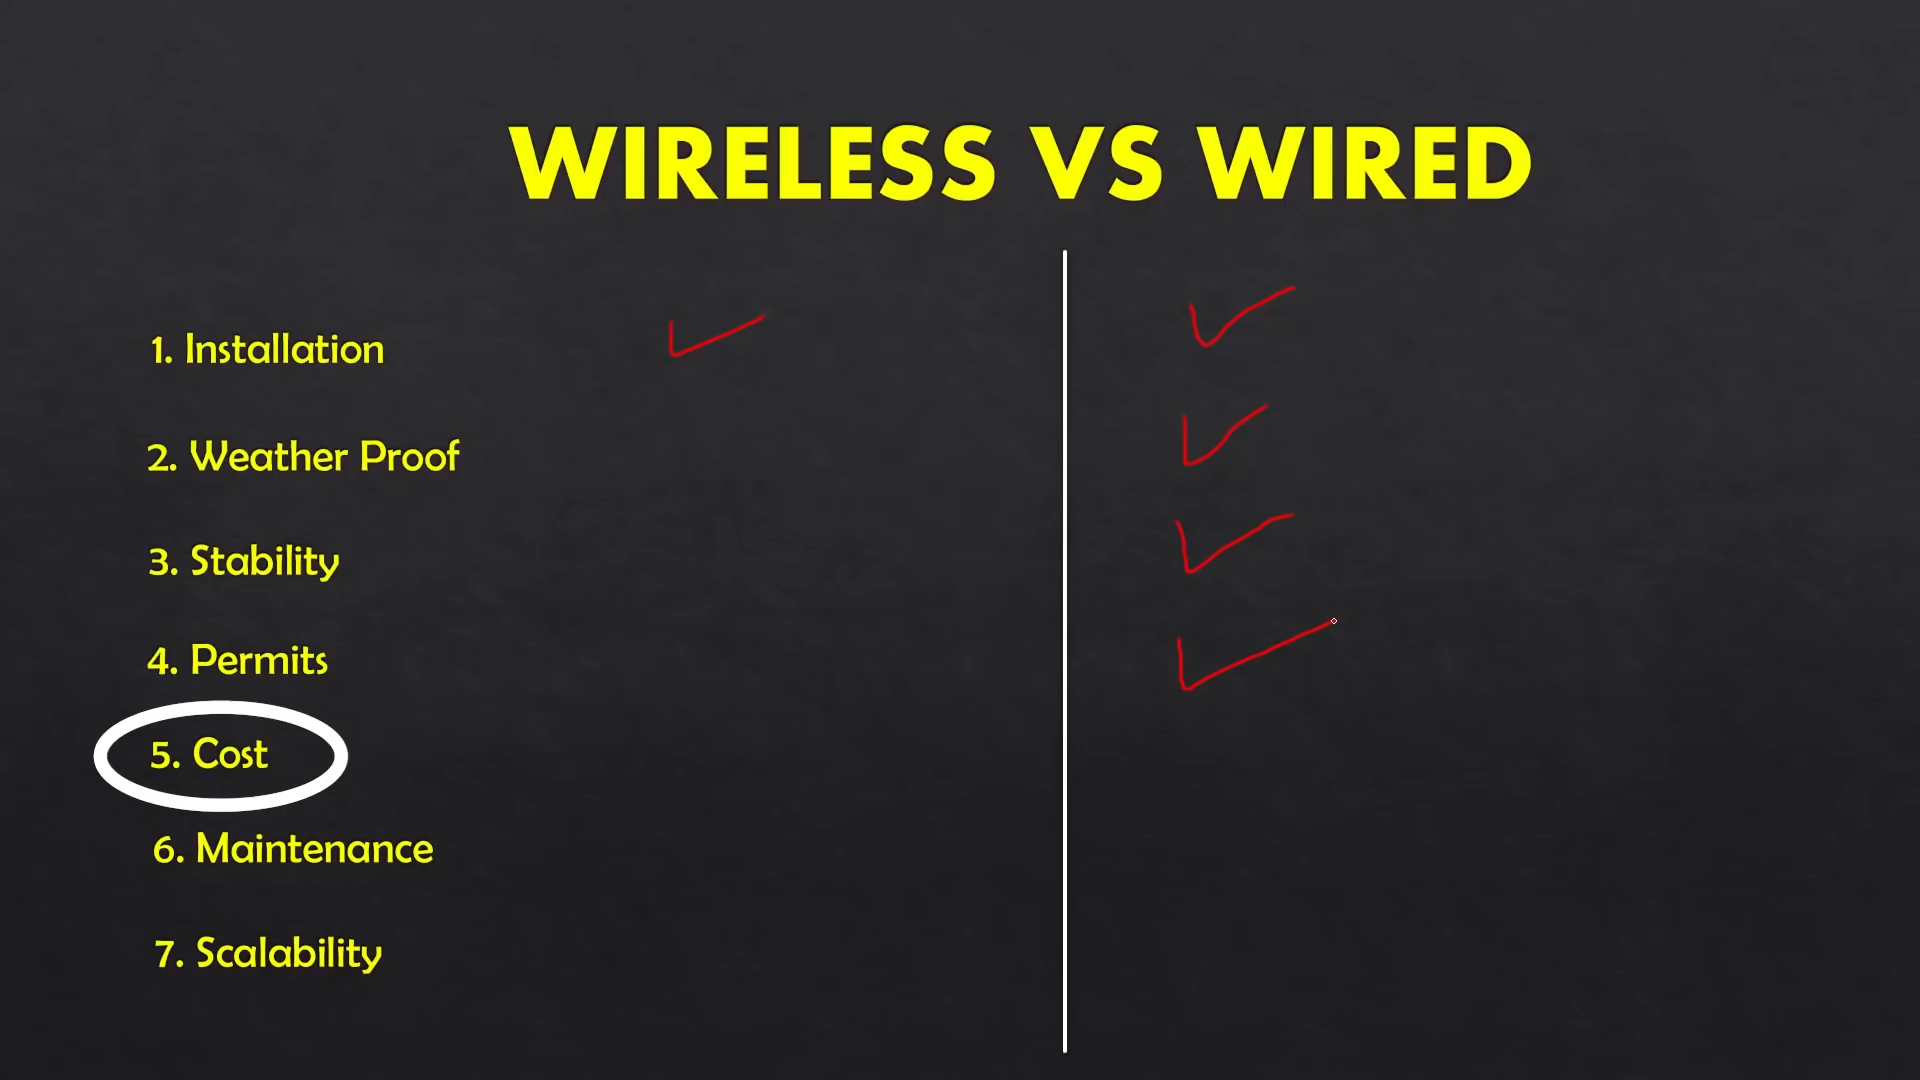 WIRELESS VS WIRED
1. Installation
2. Weather Proof
3. Stability
4. Permits
5. Cost
6. Maintenance
7. Scalability